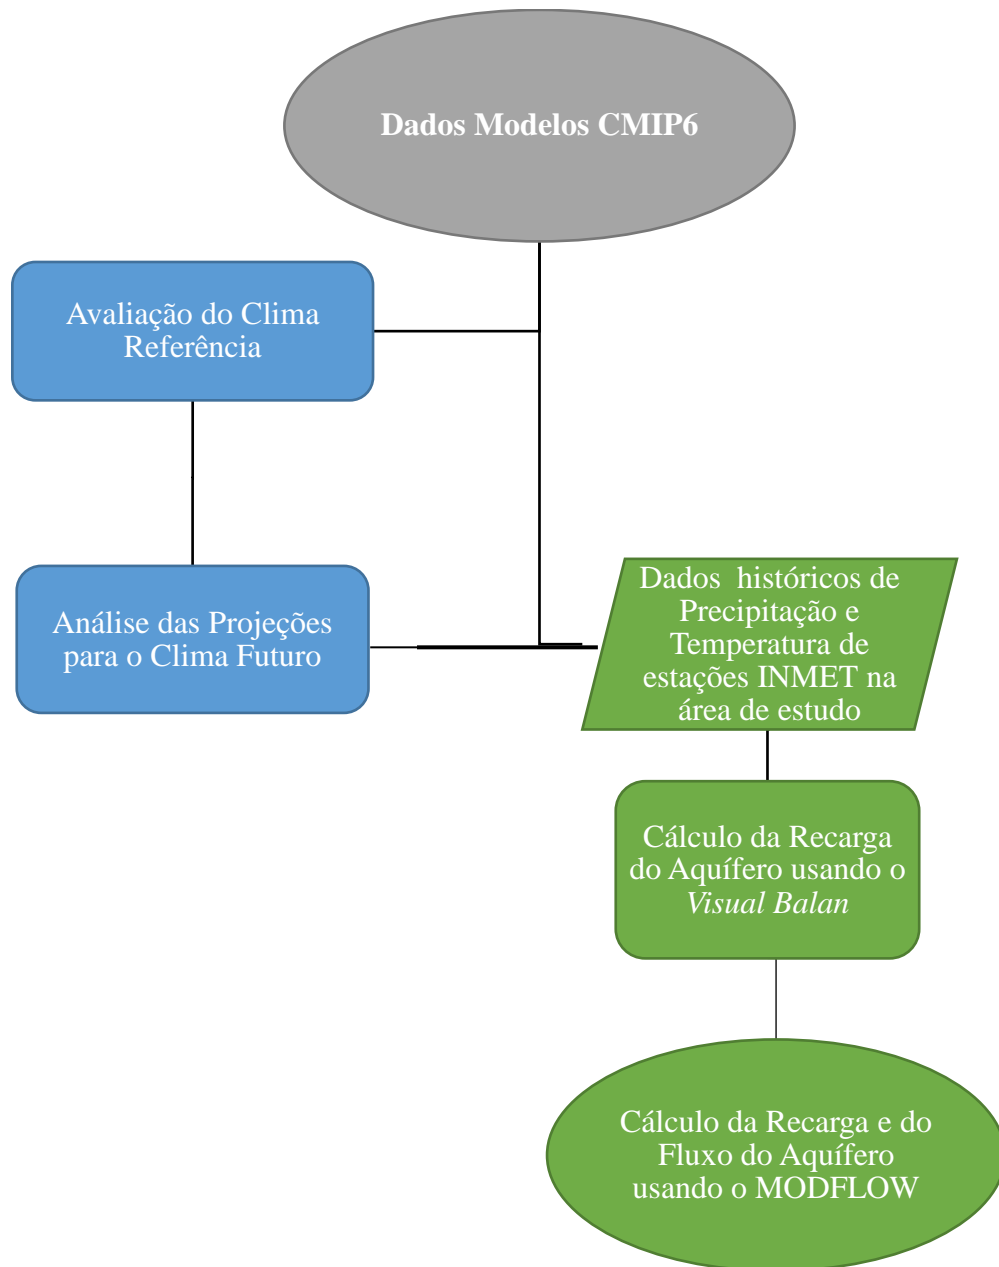 Dados Modelos CMIP6
Avaliação do Clima
Referência
Análise das Projeções
para o Clima Futuro
Dados históricos de
Precipitação e
Temperatura de
estações INMET na
área de estudo
Cálculo da Recarga
do Aquífero usando o
Visual Balan
Cálculo da Recarga e do
Fluxo do Aquífero
usando o MODFLOW